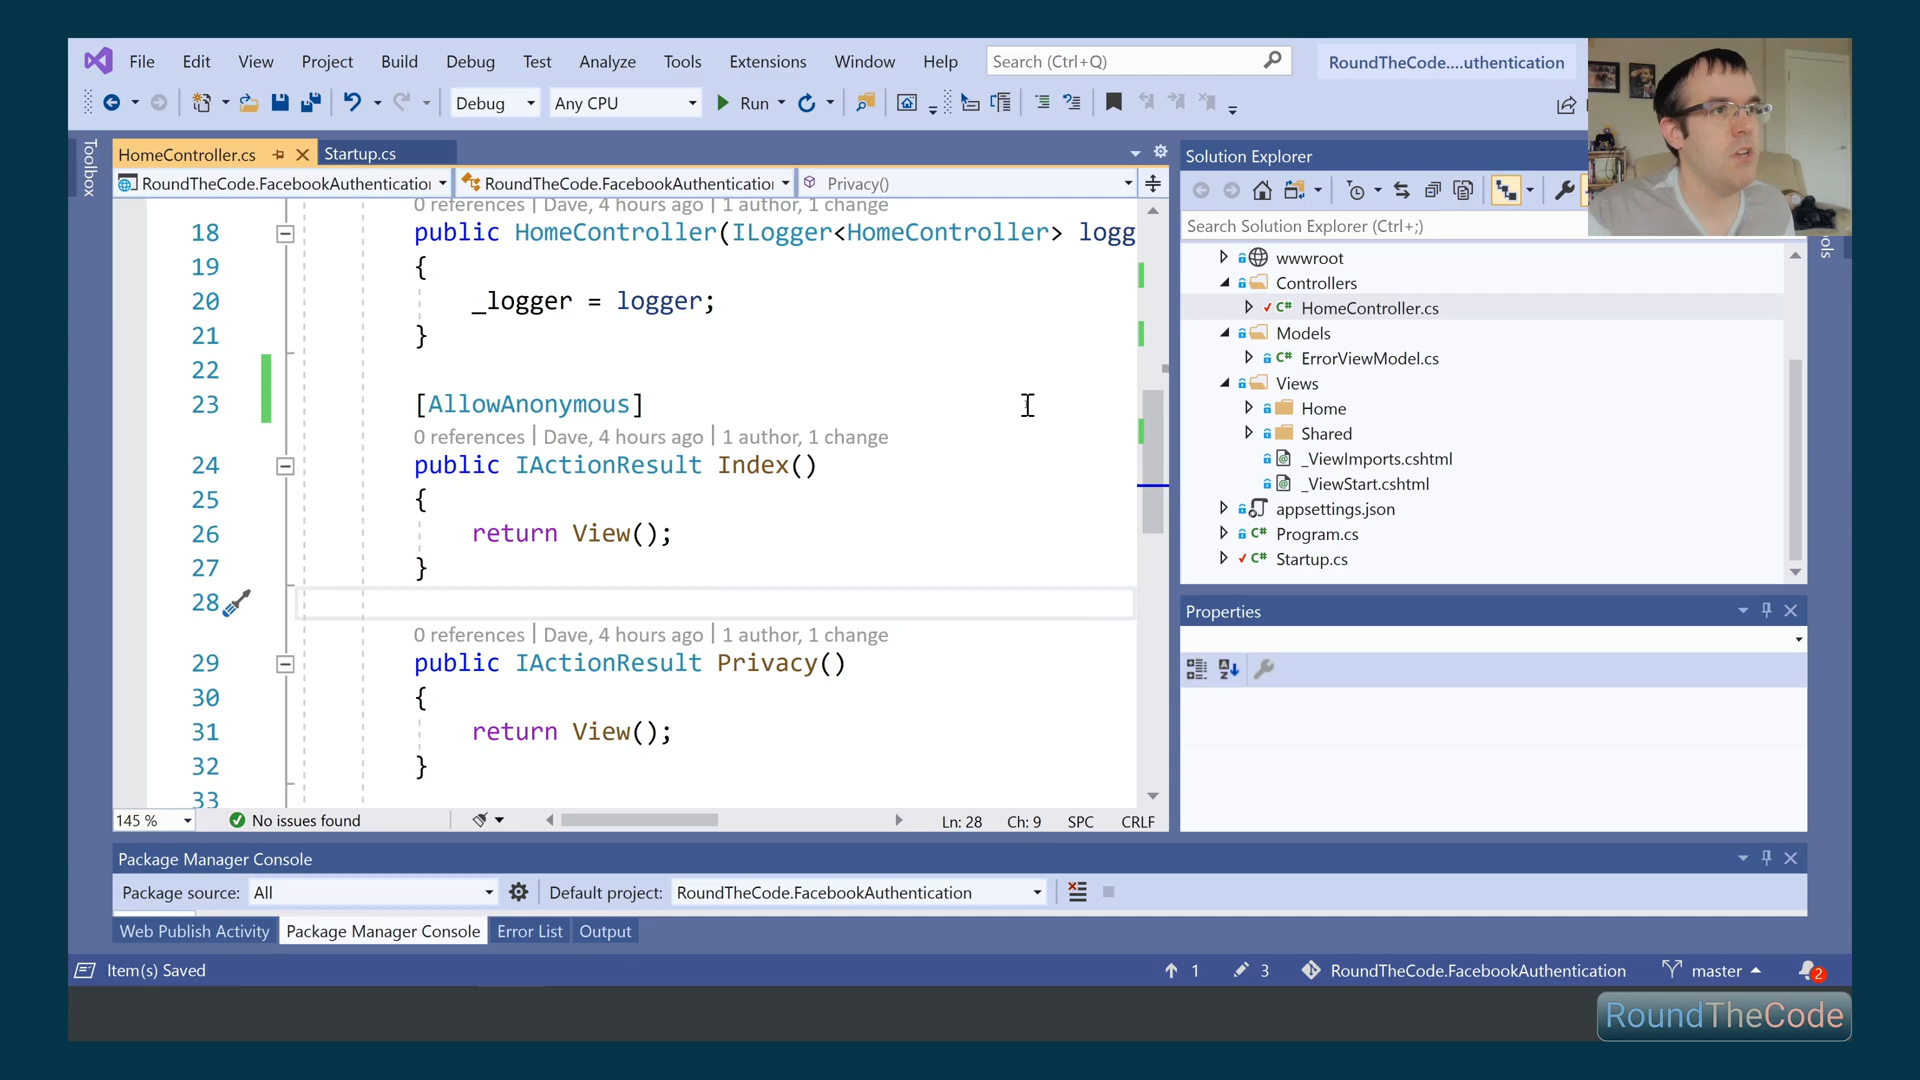 File Edit View Project Build Debug Test Analyze Tools Extensions Window Help Search (Ctrl+Q) RoundTheCode....uthentication
Debug Any CPU Run
Toolbox
HomeController.cs Startup.cs
RoundTheCode.FacebookAuthentication RoundTheCode.FacebookAuthentication Privacy()
0 references | Dave, 4 hours ago | 1 author, 1 change
18 public HomeController(ILogger<HomeController> logg
19 {
20 _logger = logger;
21 }
22
23 [AllowAnonymous]
0 references | Dave, 4 hours ago | 1 author, 1 change
24 public IActionResult Index()
25 {
26 return View();
27 }
28
0 references | Dave, 4 hours ago | 1 author, 1 change
29 public IActionResult Privacy()
30 {
31 return View();
32 }
33
145 % No issues found Ln: 28 Ch: 9 SPC CRLF
Solution Explorer
Search Solution Explorer (Ctrl+;)
wwwroot
Controllers
C# HomeController.cs
Models
C# ErrorViewModel.cs
Views
Home
Shared
_ViewImports.cshtml
_ViewStart.cshtml
appsettings.json
C# Program.cs
C# Startup.cs
Properties
Package Manager Console
Package source: All Default project: RoundTheCode.FacebookAuthentication
Web Publish Activity Package Manager Console Error List Output
Item(s) Saved 1 3 RoundTheCode.FacebookAuthentication master 2
RoundTheCode